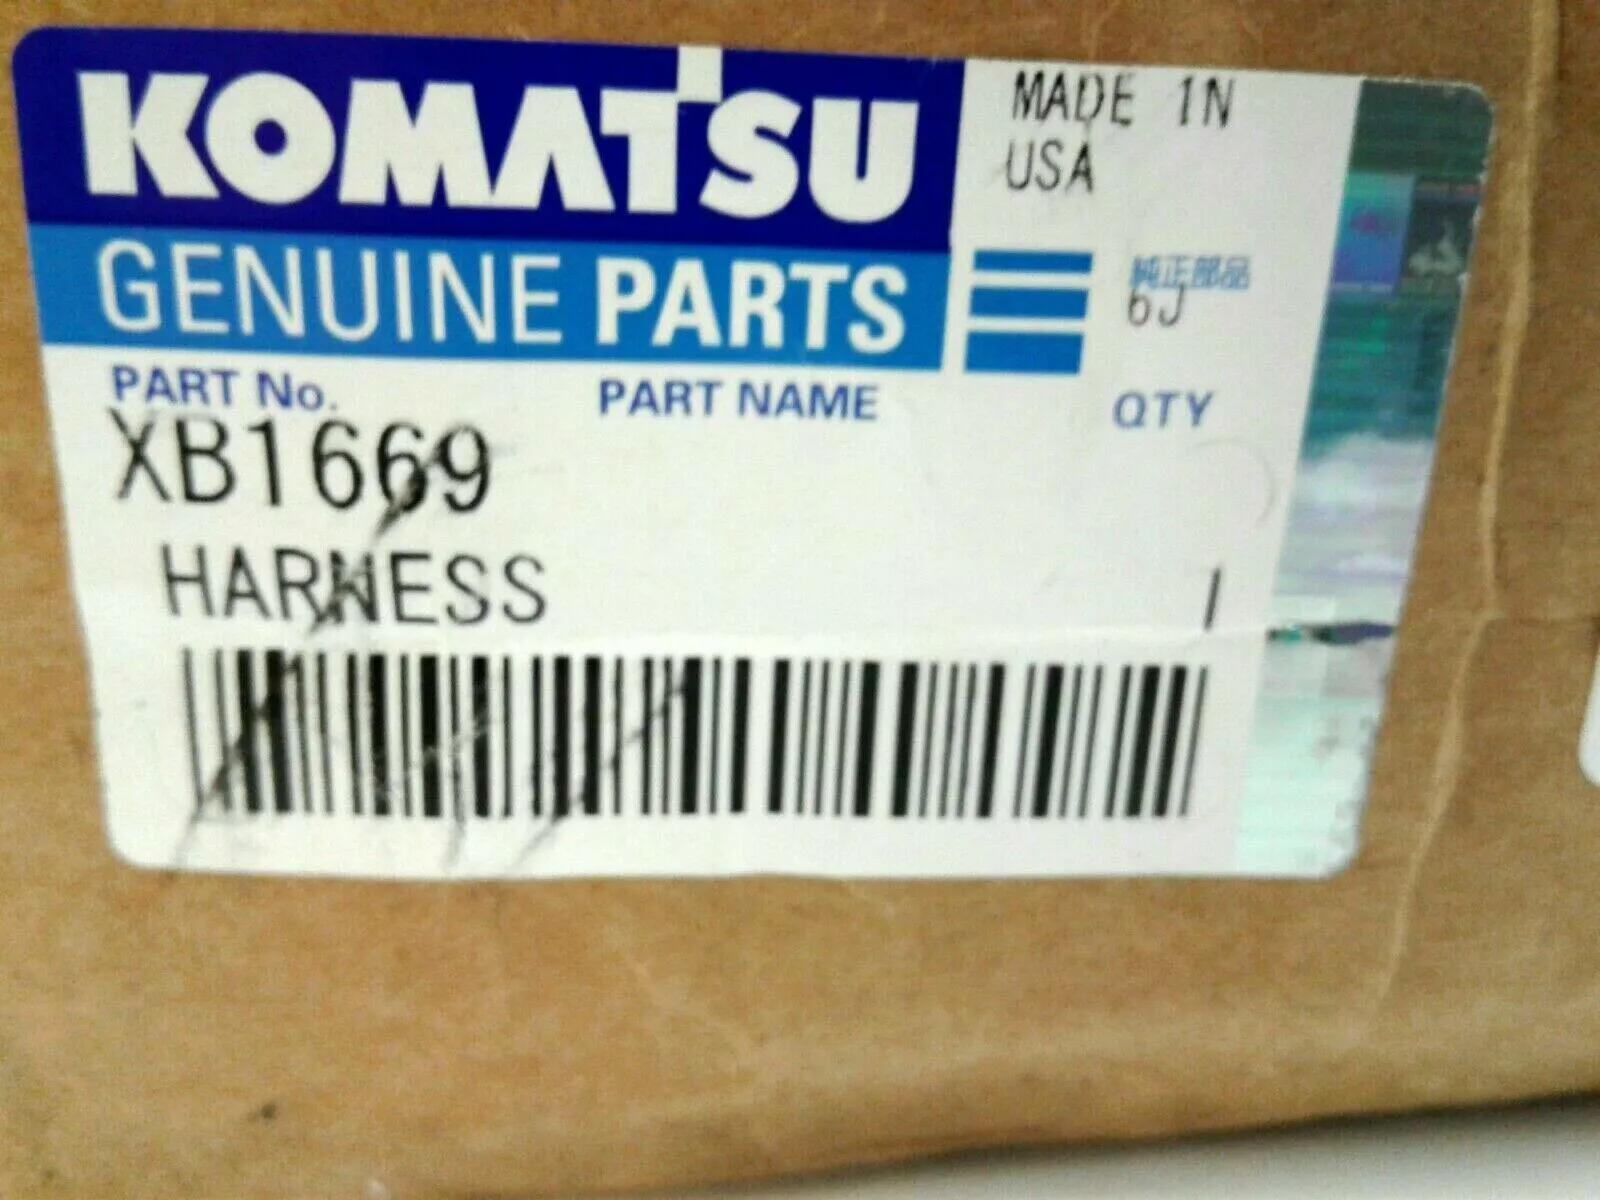 KOMATSU
MADE IN
USA
GENUINE PARTS
純正部品
6J
PART No.
PART NAME
QTY
XB1669
HARNESS
1